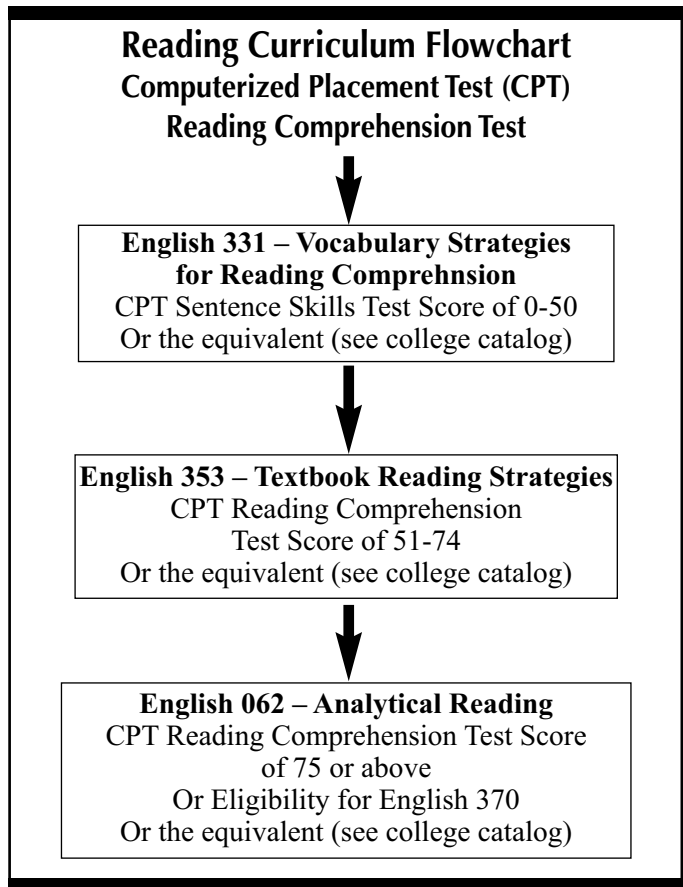 Reading Curriculum Flowchart
Computerized Placement Test (CPT)
Reading Comprehension Test
English 331 – Vocabulary Strategies
for Reading Comprehnsion
CPT Sentence Skills Test Score of 0-50
Or the equivalent (see college catalog)
English 353 – Textbook Reading Strategies
CPT Reading Comprehension
Test Score of 51-74
Or the equivalent (see college catalog)
English 062 – Analytical Reading
CPT Reading Comprehension Test Score
of 75 or above
Or Eligibility for English 370
Or the equivalent (see college catalog)